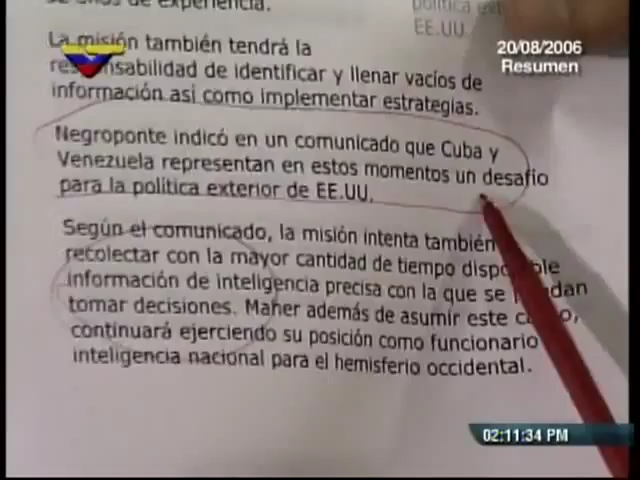 de experiencia.
política
EE.UU.
20/08/2006
Resumen
La misión también tendrá la
responsabilidad de identificar y llenar vacíos de
información así como implementar estrategias.
Negroponte indicó en un comunicado que Cuba y
Venezuela representan en estos momentos un desafío
para la política exterior de EE.UU.
Según el comunicado, la misión intenta también
recolectar con la mayor cantidad de tiempo disponible
información de inteligencia precisa con la que se puedan
tomar decisiones. Maher además de asumir este cargo,
continuará ejerciendo su posición como funcionario
inteligencia nacional para el hemisferio occidental.
02:11:34 PM